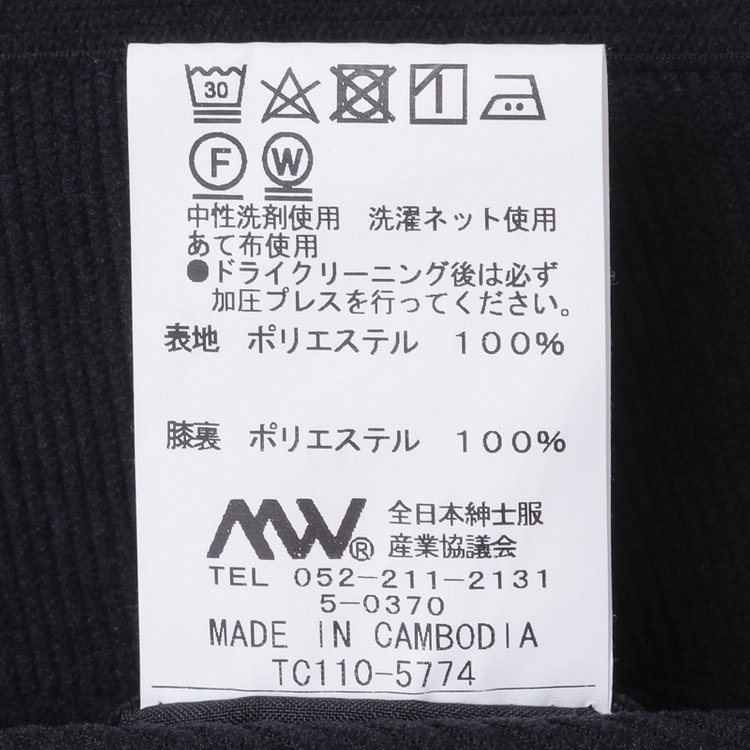 30
F W
中性洗剤使用 洗濯ネット使用
あて布使用
●ドライクリーニング後は必ず
加圧プレスを行ってください。
表地 ポリエステル 100%
膝裏 ポリエステル 100%
MW® 全日本紳士服
産業協議会
TEL 052-211-2131
5-0370
MADE IN CAMBODIA
TC110-5774